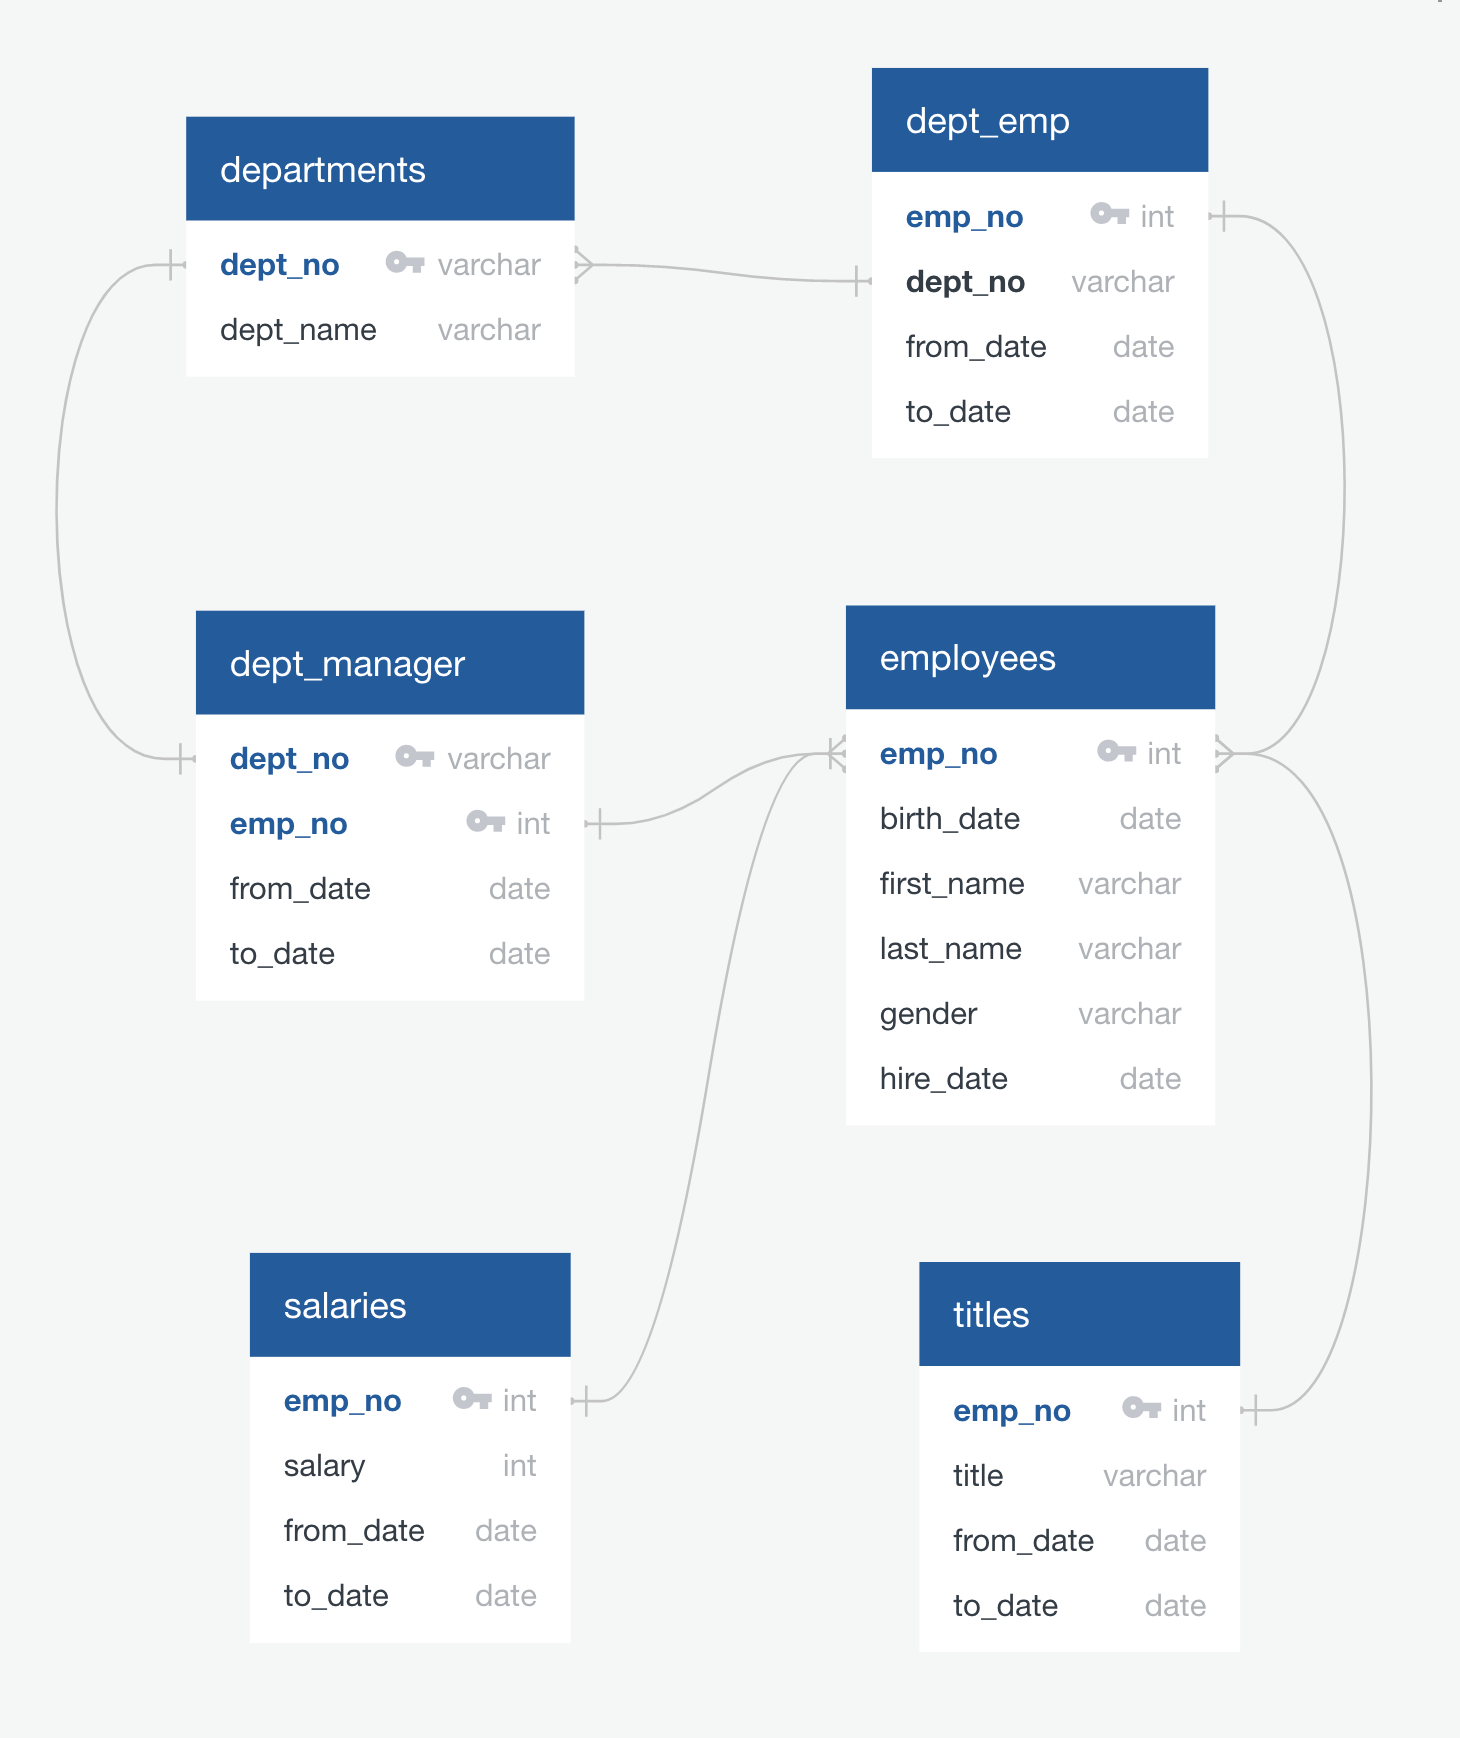 departments
dept_no varchar
dept_name varchar
dept_emp
emp_no int
dept_no varchar
from_date date
to_date date
dept_manager
dept_no varchar
emp_no int
from_date date
to_date date
employees
emp_no int
birth_date date
first_name varchar
last_name varchar
gender varchar
hire_date date
salaries
emp_no int
salary int
from_date date
to_date date
titles
emp_no int
title varchar
from_date date
to_date date